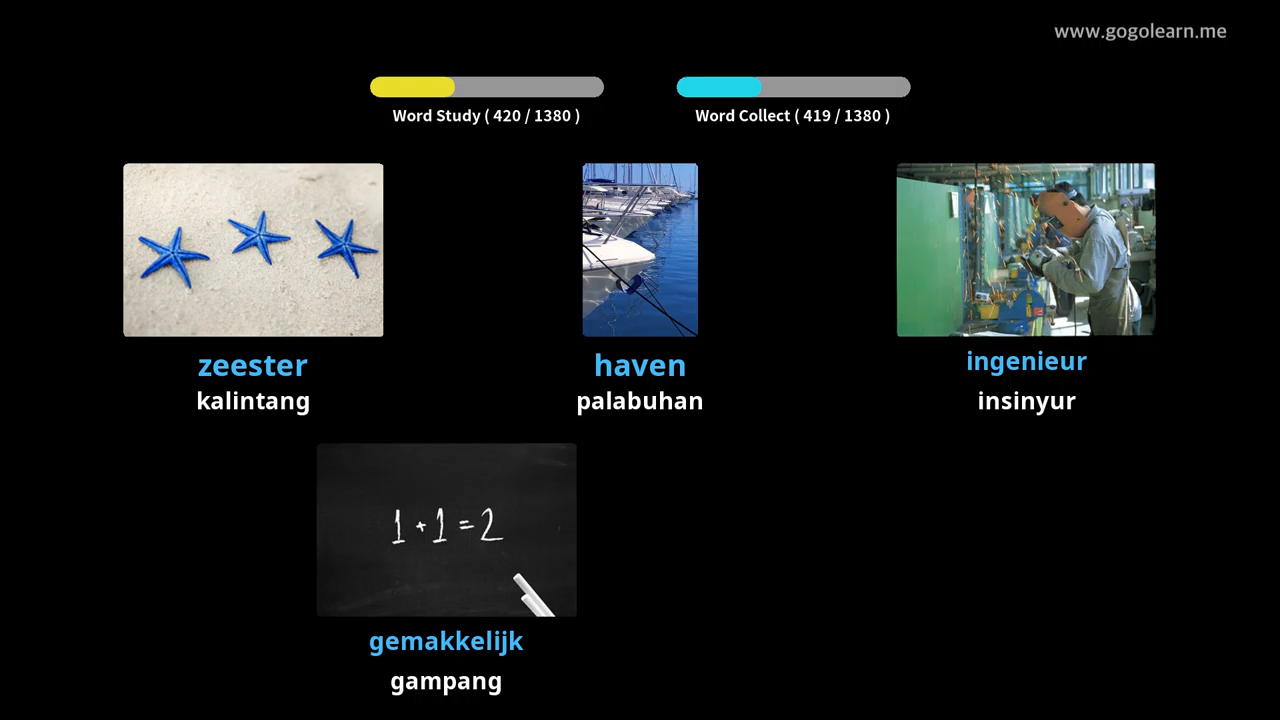 www.gogolearn.me
Word Study ( 420 / 1380 )
Word Collect ( 419 / 1380 )
zeester
kalintang
haven
palabuhan
ingenieur
insinyur
1 + 1 = 2
gemakkelijk
gampang